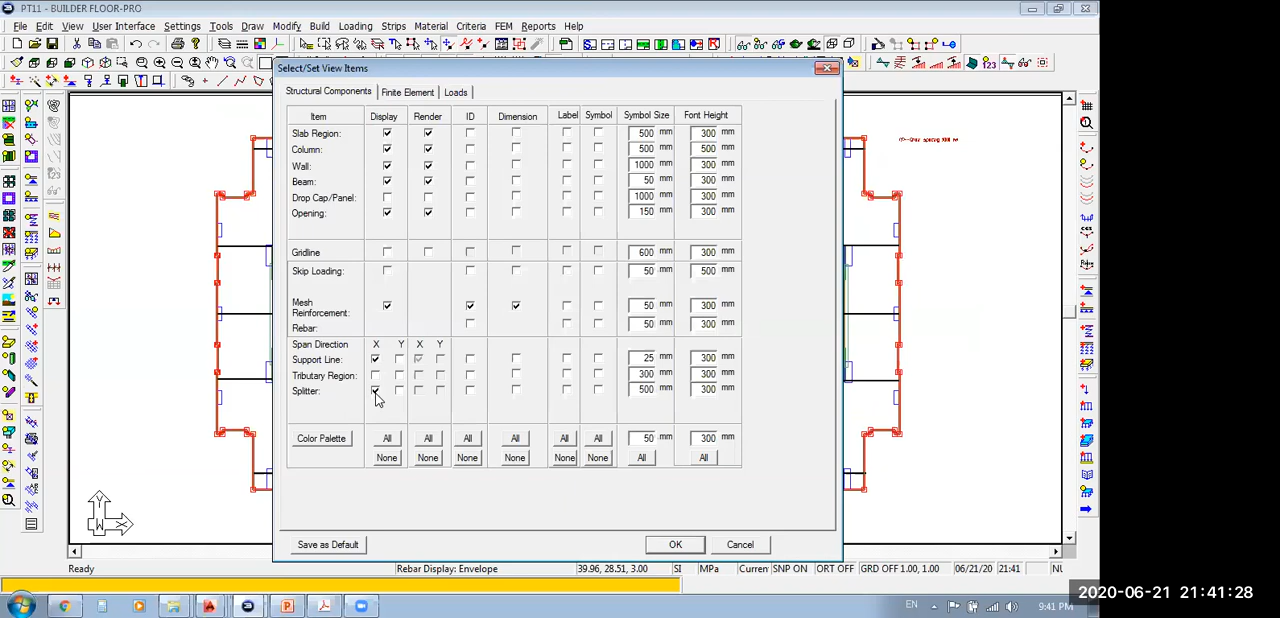 PT11 - BUILDER FLOOR-PRO
File Edit View User Interface Settings Tools Draw Modify Build Loading Strips Material Criteria FEM Reports Help
Select/Set View Items
Structural Components Finite Element Loads
Item Display Render ID Dimension Label Symbol Symbol Size Font Height
Slab Region: 500 mm 300 mm
Column: 500 mm 500 mm
Wall: 1000 mm 300 mm
Beam: 50 mm 300 mm
Drop Cap/Panel: 1000 mm 300 mm
Opening: 150 mm 300 mm
Gridline 600 mm 300 mm
Skip Loading: 50 mm 500 mm
Mesh
Reinforcement: 50 mm 300 mm
Rebar: 50 mm 300 mm
Span Direction X Y X Y
Support Line: 25 mm 300 mm
Tributary Region: 300 mm 300 mm
Splitter: 500 mm 300 mm
Color Palette All All All All All All 50 mm 300 mm
None None None None None None All All
Save as Default OK Cancel
Y
W X
Ready Rebar Display: Envelope 39.96, 28.51, 3.00 SI MPa Current SNP ON ORT OFF GRD OFF 1.00, 1.00 06/21/20 21:41 NU
EN 9:41 PM
2020-06-21 21:41:28